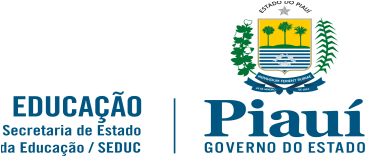 EDUCAÇÃO
Secretaria de Estado
da Educação / SEDUC
ESTADO DO PIAUÍ
Piauí
GOVERNO DO ESTADO